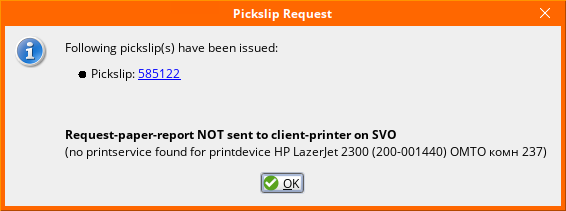 Pickslip Request
Following pickslip(s) have been issued:
Pickslip: 585122
Request-paper-report NOT sent to client-printer on SVO
(no printservice found for printdevice HP LazerJet 2300 (200-001440) ОМТО комн 237)
OK